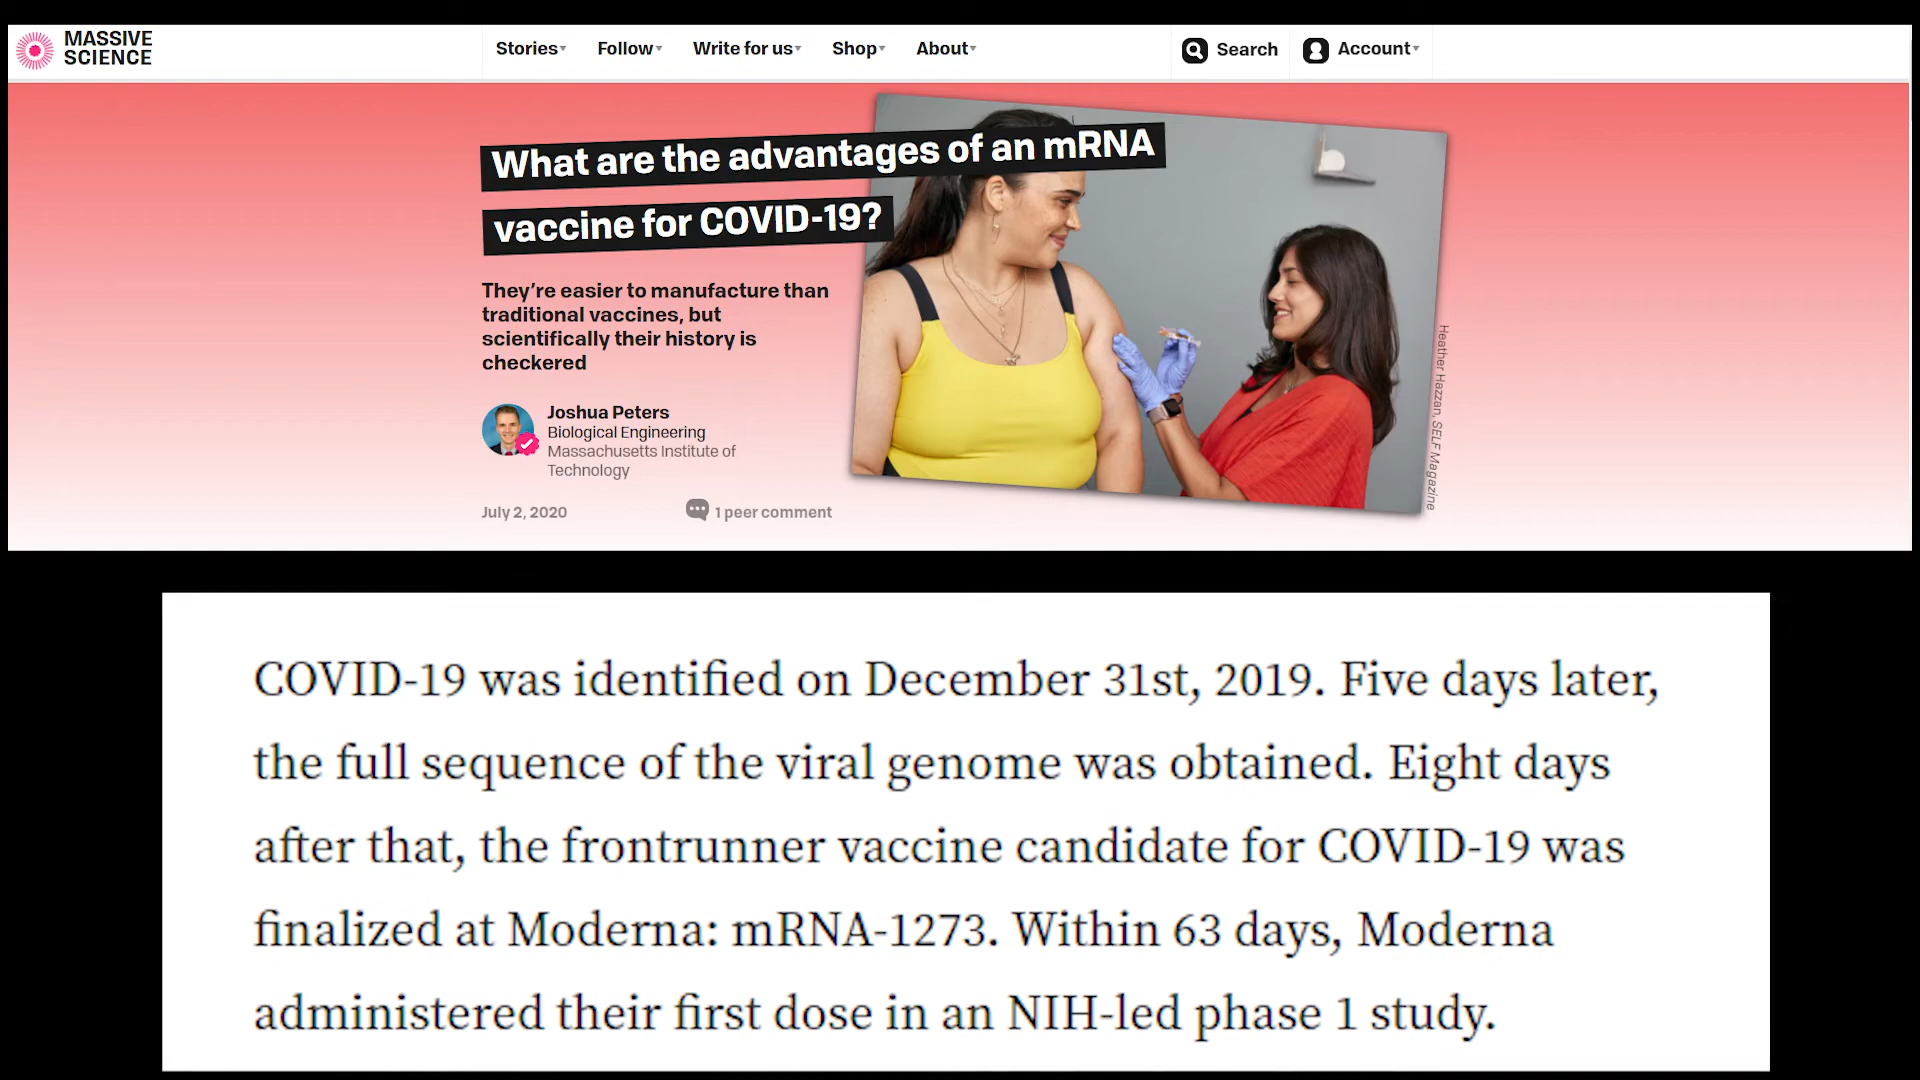 MASSIVE
SCIENCE
Stories
Follow
Write for us
Shop
About
Search
Account
What are the advantages of an mRNA
vaccine for COVID-19?
They're easier to manufacture than
traditional vaccines, but
scientifically their history is
checkered
Joshua Peters
Biological Engineering
Massachusetts Institute of
Technology
July 2, 2020
1 peer comment
Heather Hazzan, SELF Magazine
COVID-19 was identified on December 31st, 2019. Five days later,
the full sequence of the viral genome was obtained. Eight days
after that, the frontrunner vaccine candidate for COVID-19 was
finalized at Moderna: mRNA-1273. Within 63 days, Moderna
administered their first dose in an NIH-led phase 1 study.